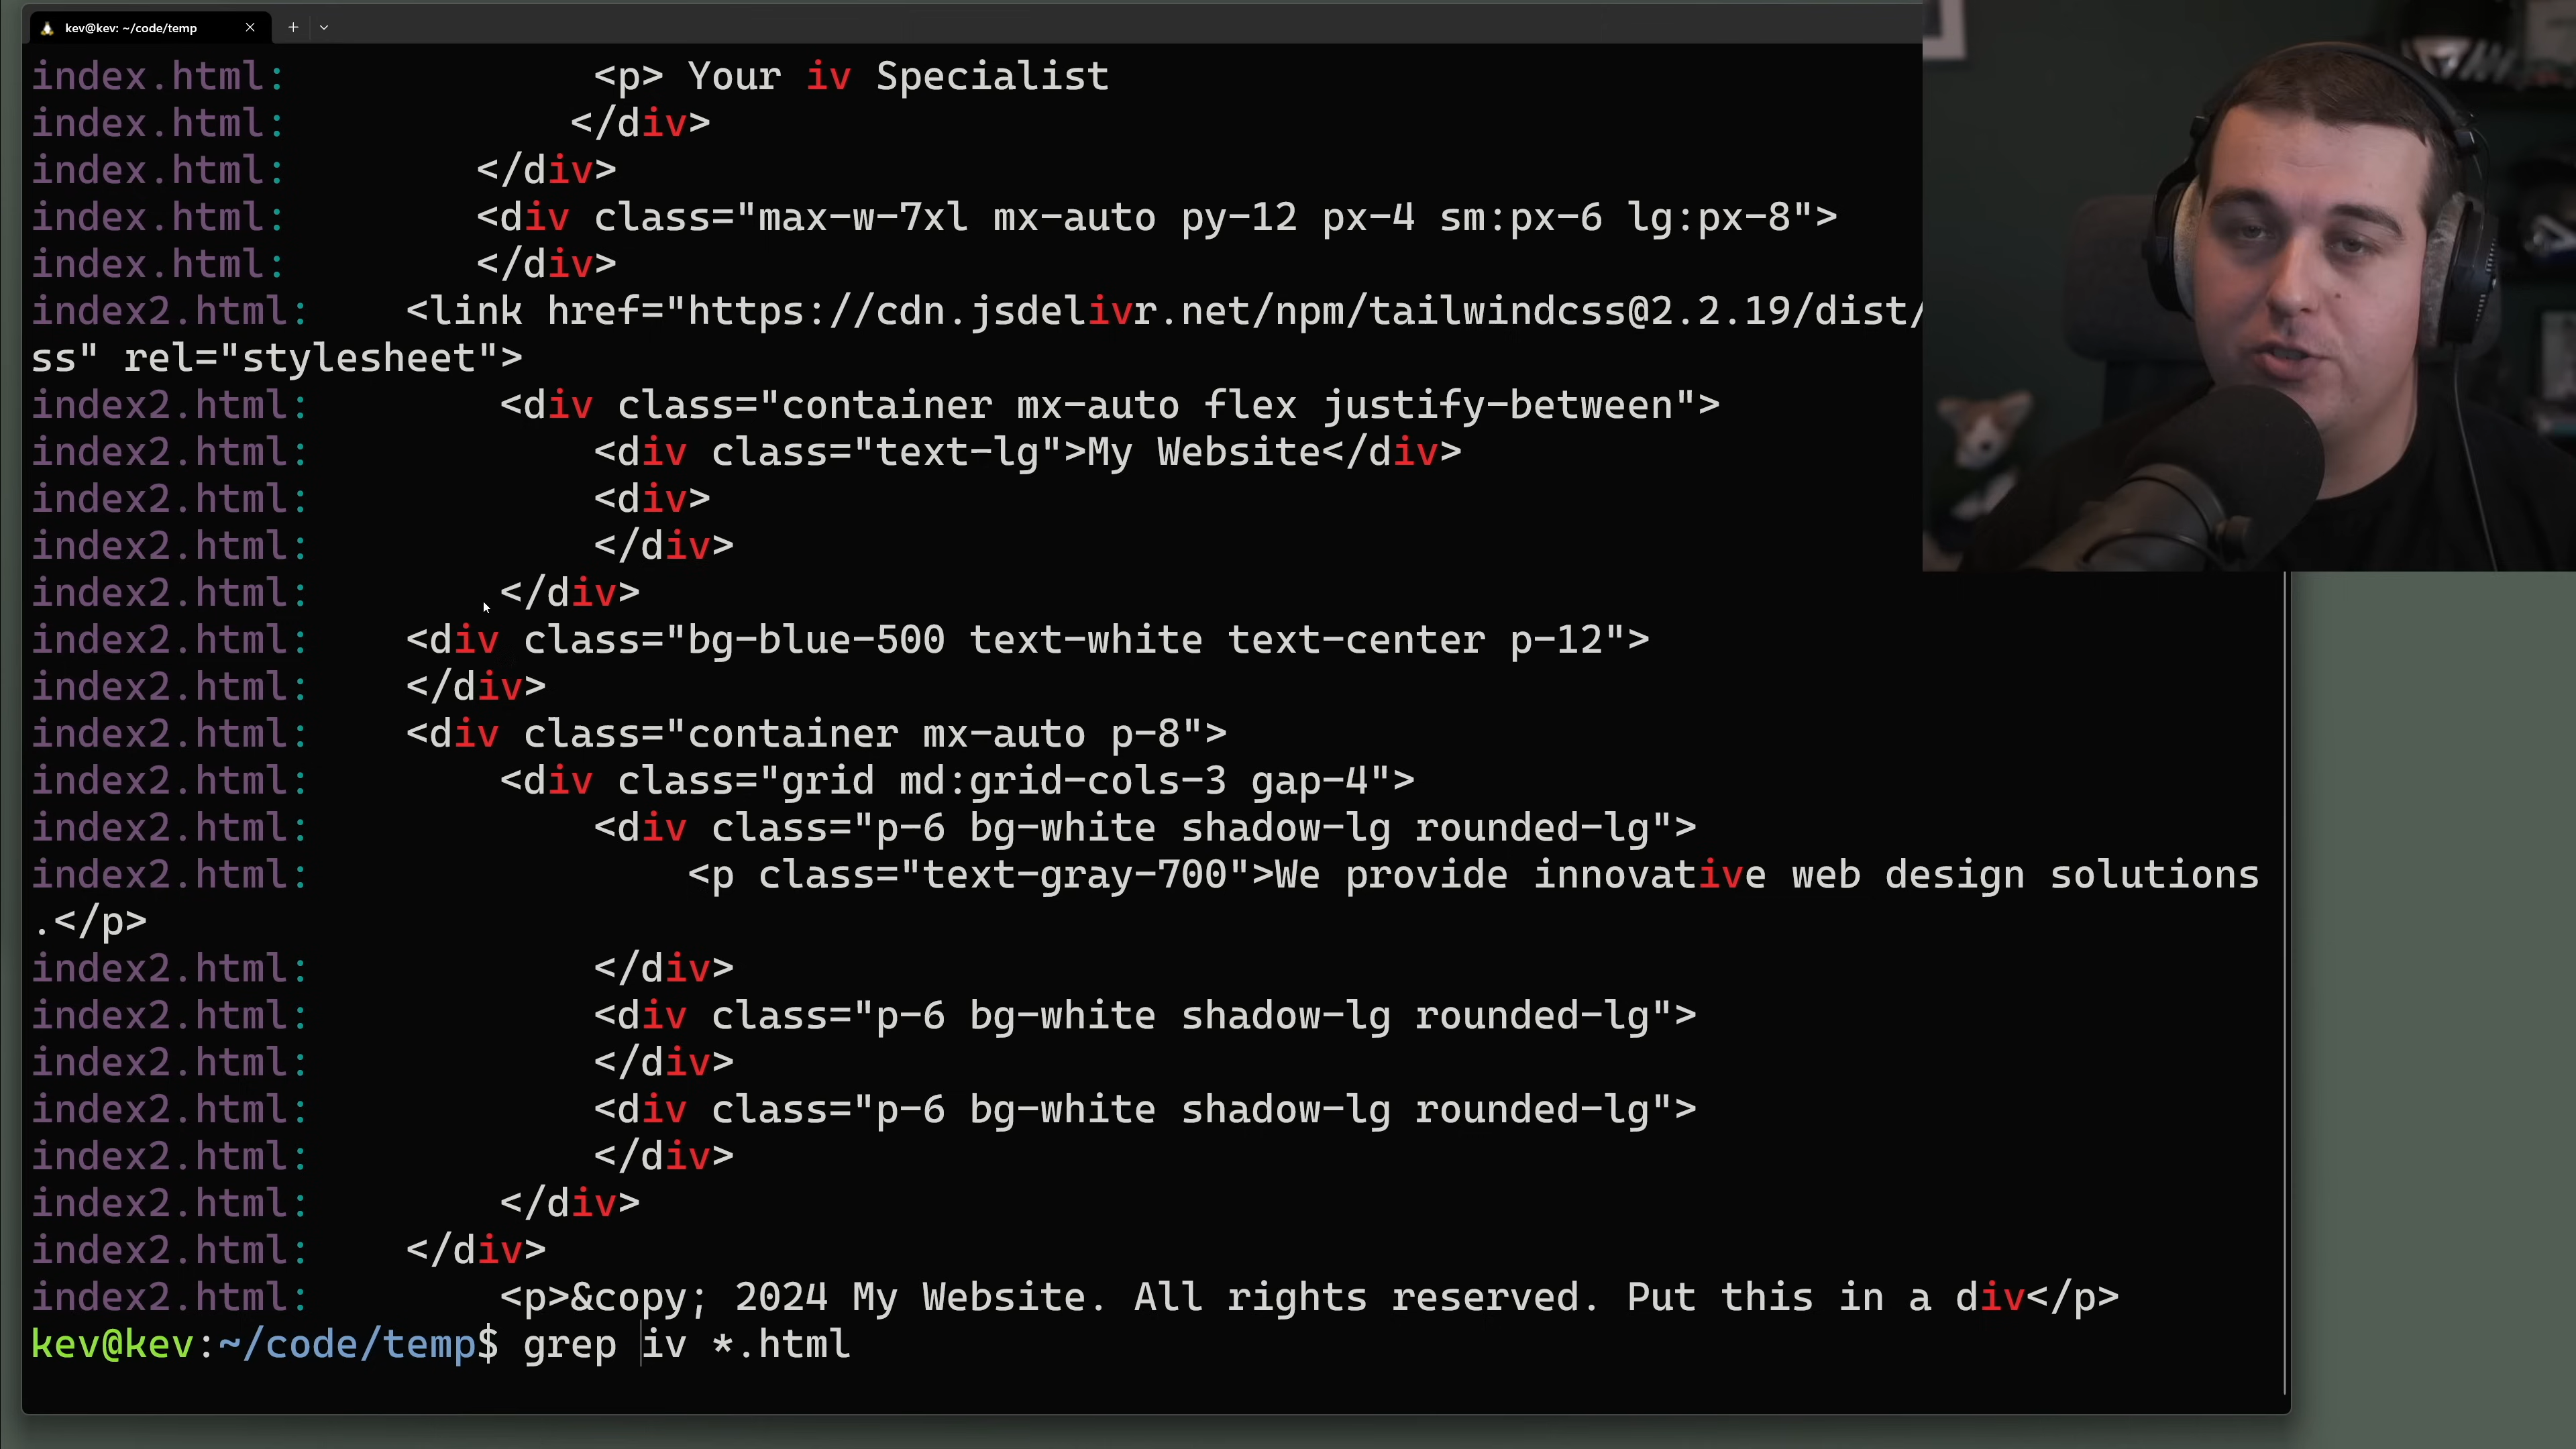 kev@kev: ~/code/temp
index.html: <p> Your iv Specialist
index.html: </div>
index.html: </div>
index.html: <div class="max-w-7xl mx-auto py-12 px-4 sm:px-6 lg:px-8">
index.html: </div>
index2.html: <link href="https://cdn.jsdelivr.net/npm/tailwindcss@2.2.19/dist/
ss" rel="stylesheet">
index2.html: <div class="container mx-auto flex justify-between">
index2.html: <div class="text-lg">My Website</div>
index2.html: <div>
index2.html: </div>
index2.html: </div>
index2.html: <div class="bg-blue-500 text-white text-center p-12">
index2.html: </div>
index2.html: <div class="container mx-auto p-8">
index2.html: <div class="grid md:grid-cols-3 gap-4">
index2.html: <div class="p-6 bg-white shadow-lg rounded-lg">
index2.html: <p class="text-gray-700">We provide innovative web design solutions
.</p>
index2.html: </div>
index2.html: <div class="p-6 bg-white shadow-lg rounded-lg">
index2.html: </div>
index2.html: <div class="p-6 bg-white shadow-lg rounded-lg">
index2.html: </div>
index2.html: </div>
index2.html: </div>
index2.html: <p>&copy; 2024 My Website. All rights reserved. Put this in a div</p>
kev@kev:~/code/temp$ grep iv *.html